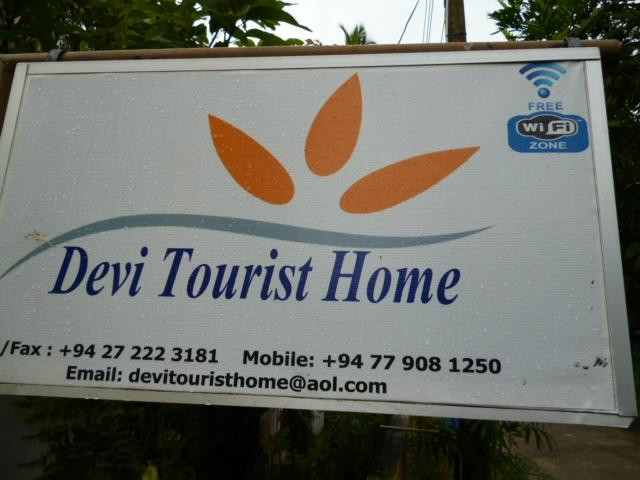 FREE
WiFi
ZONE
Devi Tourist Home
/Fax : +94 27 222 3181 Mobile: +94 77 908 1250
Email: devitouristhome@aol.com